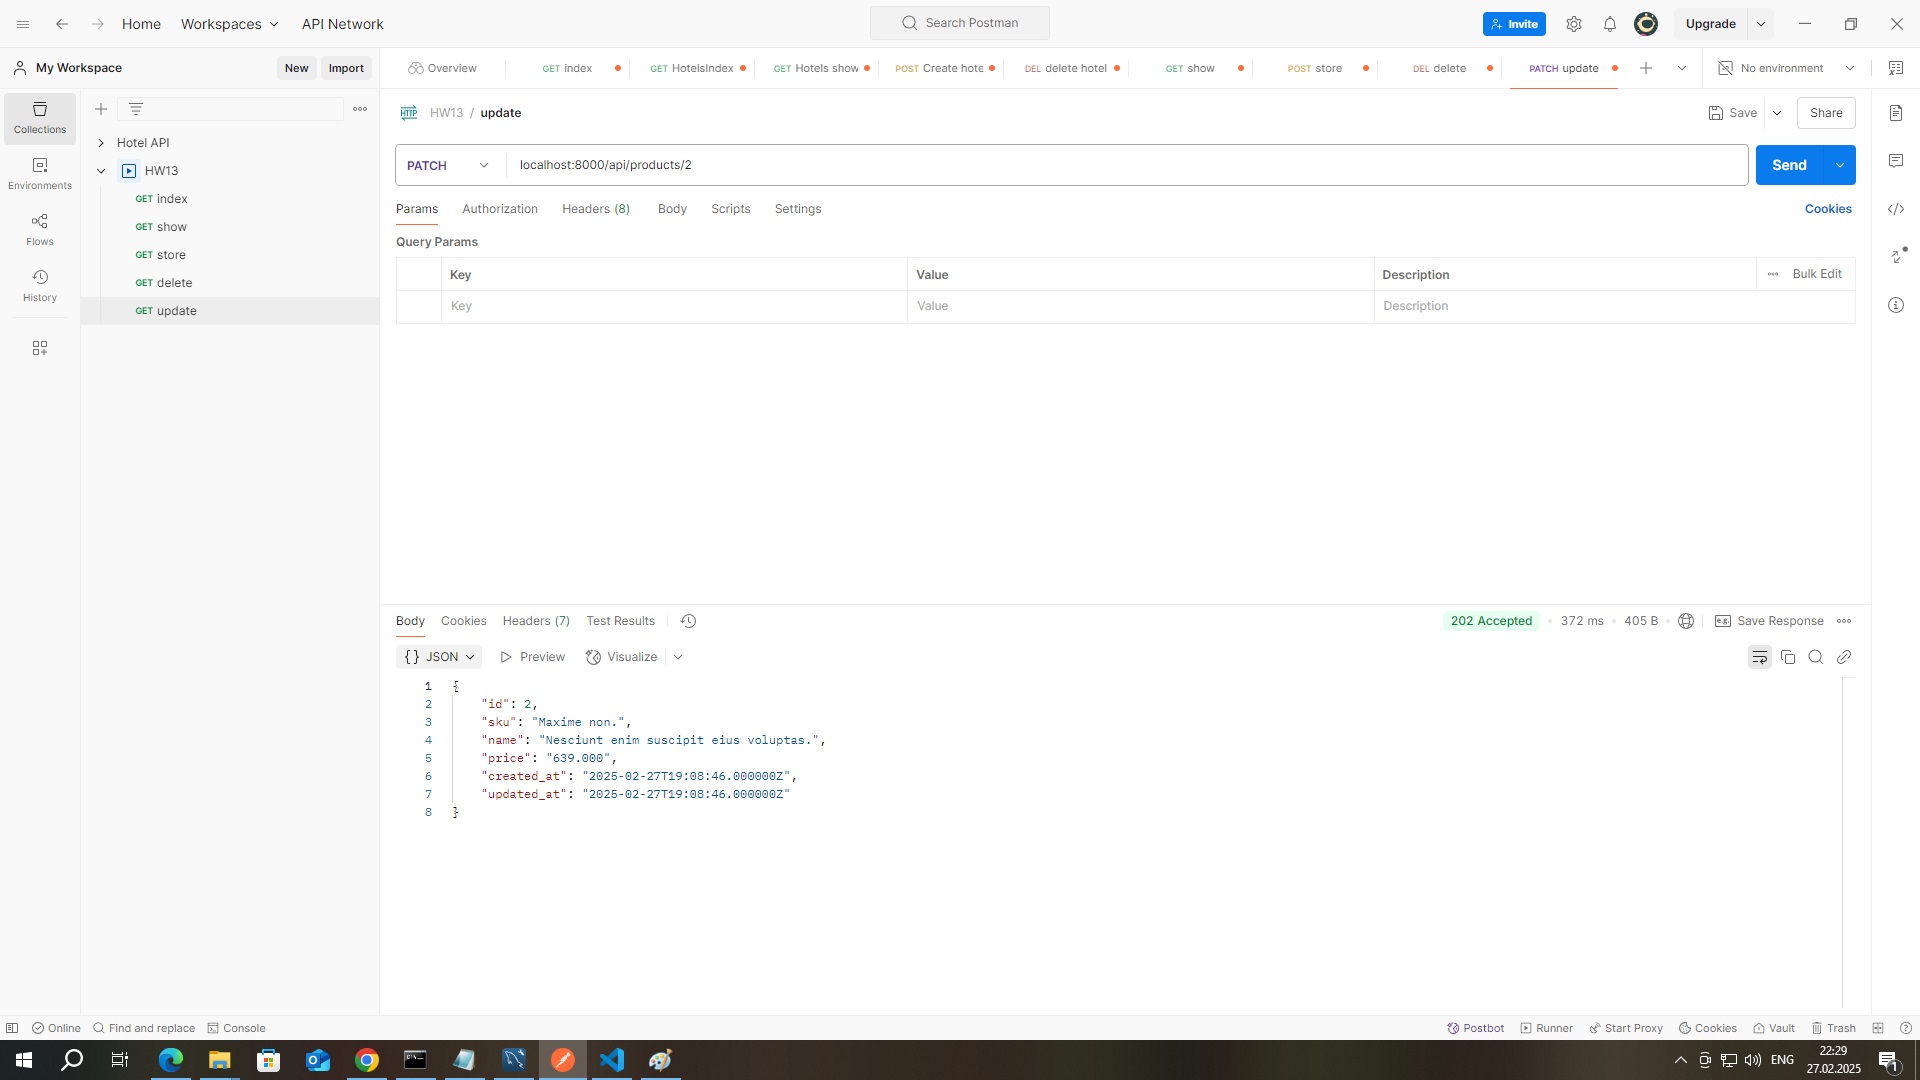 Home Workspaces API Network Search Postman Invite Upgrade
My Workspace New Import Overview GET index GET HotelsIndex GET Hotels show POST Create hote DEL delete hotel GET show POST store DEL delete PATCH update No environment
Collections
Environments
Flows
History
Hotel API
HW13
GET index
GET show
GET store
GET delete
GET update
HTTP HW13 / update Save Share
PATCH localhost:8000/api/products/2 Send
Params Authorization Headers (8) Body Scripts Settings Cookies
Query Params
Key Value Description Bulk Edit
Key Value Description
Body Cookies Headers (7) Test Results 202 Accepted 372 ms 405 B e.g. Save Response
{} JSON Preview Visualize
1 {
2 "id": 2,
3 "sku": "Maxime non.",
4 "name": "Nesciunt enim suscipit eius voluptas.",
5 "price": "639.000",
6 "created_at": "2025-02-27T19:08:46.000000Z",
7 "updated_at": "2025-02-27T19:08:46.000000Z"
8 }
Online Find and replace Console Postbot Runner Start Proxy Cookies Vault Trash
ENG 22:29 1
27.02.2025